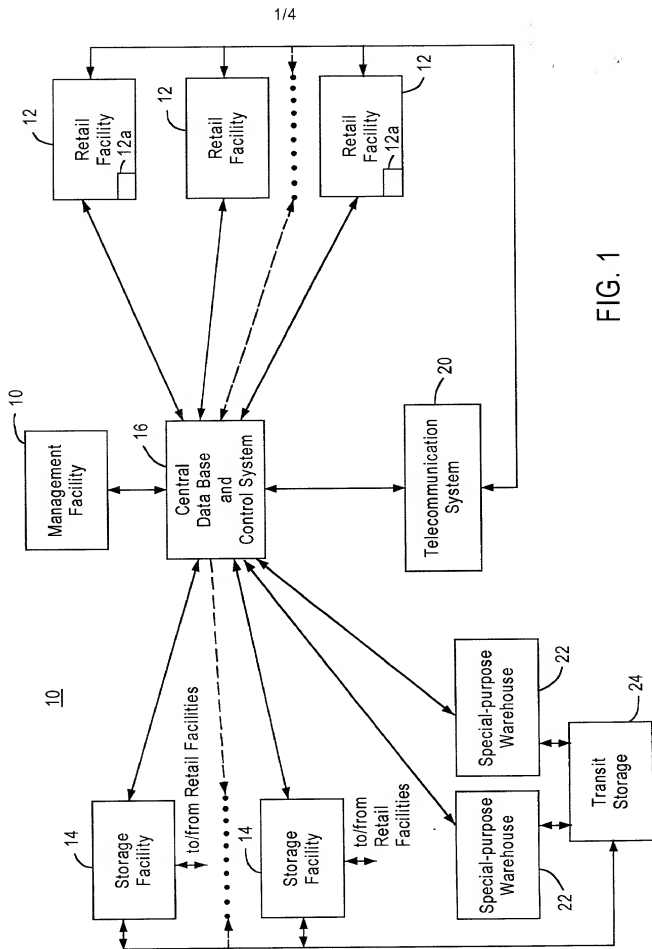 1/4
10
Management
Facility
10
Storage
Facility
14
to/from Retail Facilities
Storage
Facility
14
to/from
Retail
Facilities
Central
Data Base
and
Control System
16
Retail
Facility
12
12a
Retail
Facility
12
Retail
Facility
12
12a
Special-purpose
Warehouse
22
Special-purpose
Warehouse
22
Transit
Storage
24
Telecommunication
System
20
FIG. 1